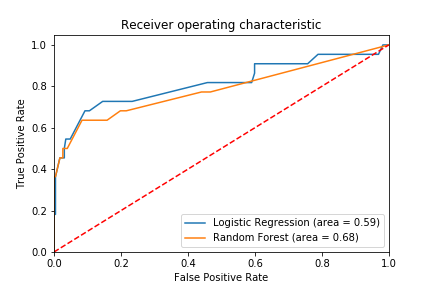 Receiver operating characteristic
1.0
0.8
0.6
0.4
0.2
0.0
True Positive Rate
Logistic Regression (area = 0.59)
Random Forest (area = 0.68)
0.0 0.2 0.4 0.6 0.8 1.0
False Positive Rate